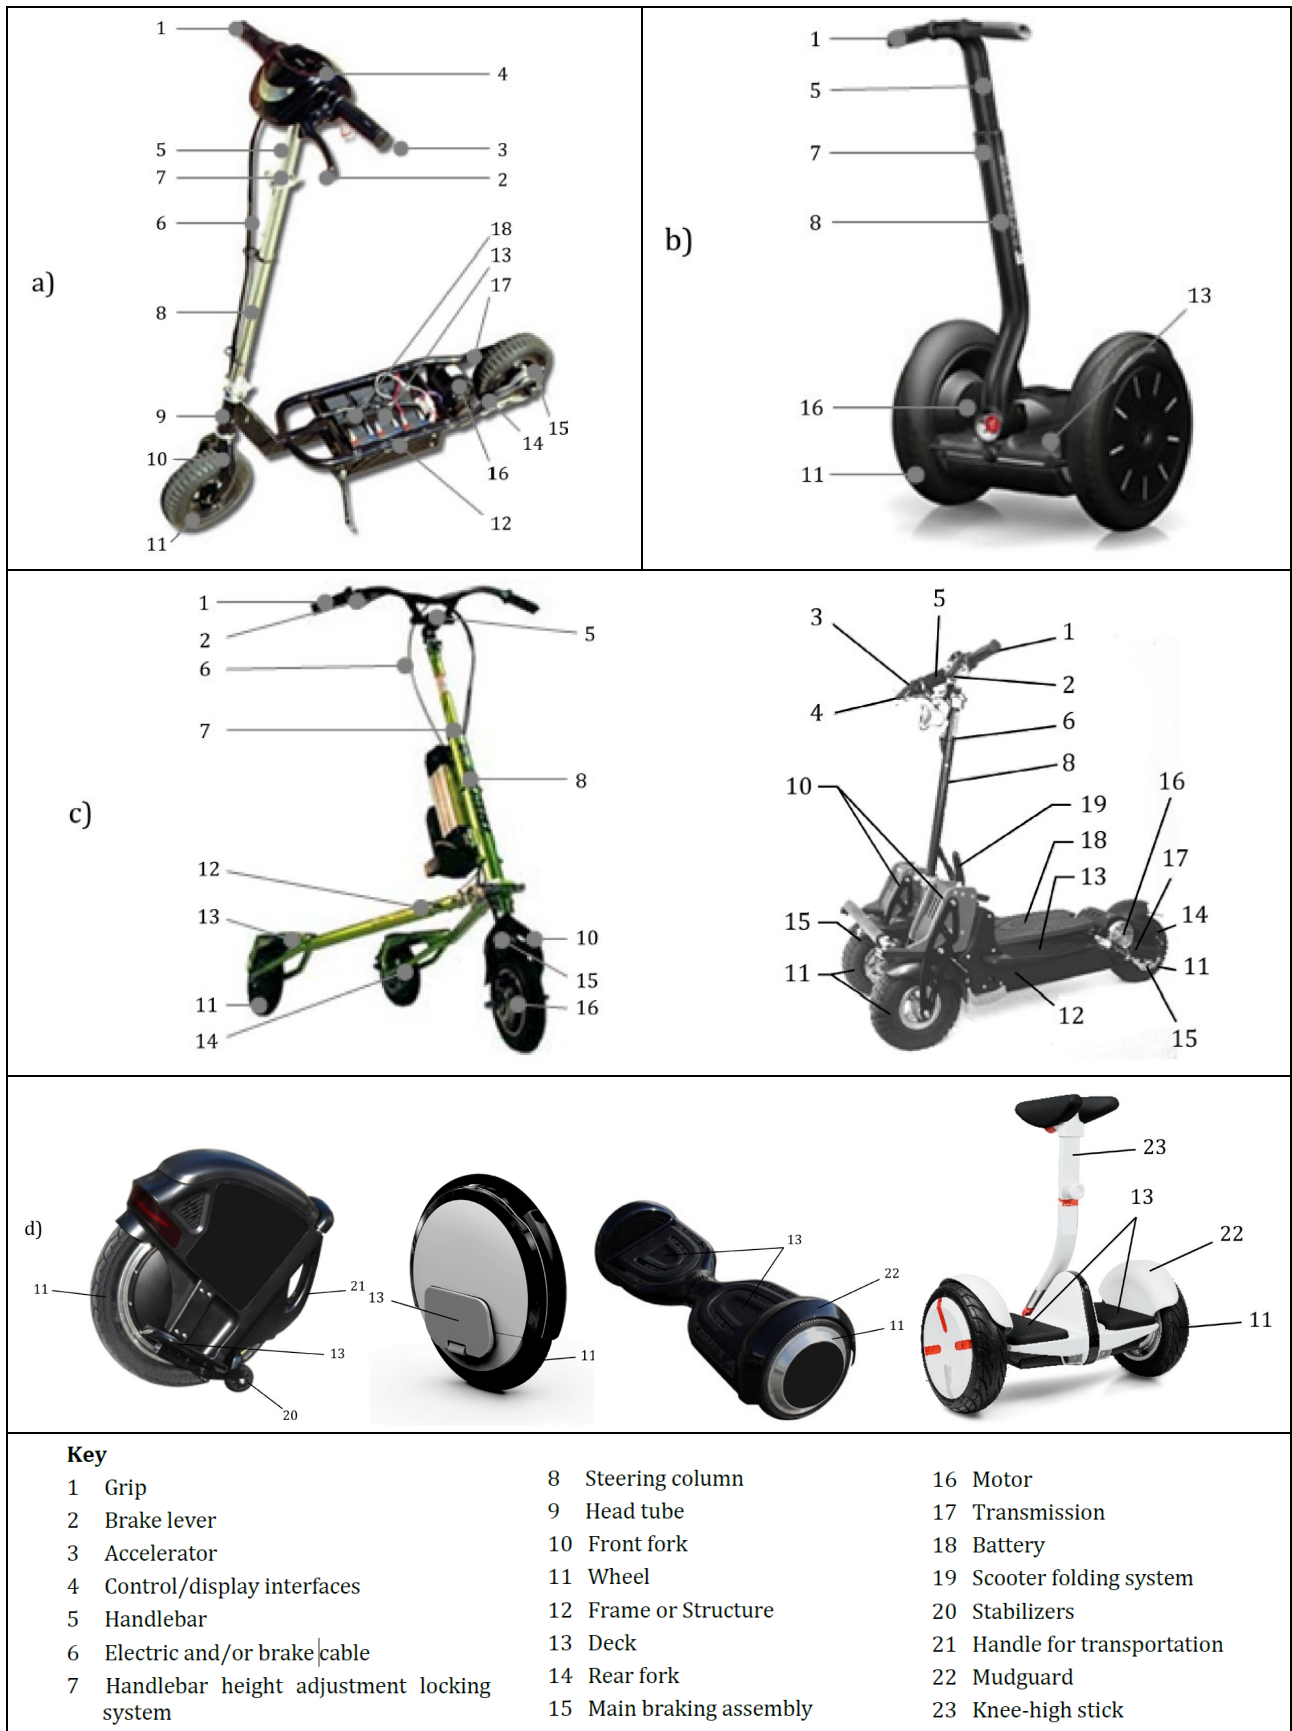 1
4
5
3
7
2
6
18
13
17
a)
8
9
15
14
10
16
12
11
1
5
7
8
b)
13
16
11
1
2
5
6
7
8
c)
12
13
10
15
11
16
14
5
3
1
2
4
6
8
10
16
19
18
17
13
15
14
11
11
12
15
d)
11
21
13
20
13
11
13
22
11
23
13
22
11
Key
1 Grip
2 Brake lever
3 Accelerator
4 Control/display interfaces
5 Handlebar
6 Electric and/or brake cable
7 Handlebar height adjustment locking
system
8 Steering column
9 Head tube
10 Front fork
11 Wheel
12 Frame or Structure
13 Deck
14 Rear fork
15 Main braking assembly
16 Motor
17 Transmission
18 Battery
19 Scooter folding system
20 Stabilizers
21 Handle for transportation
22 Mudguard
23 Knee-high stick